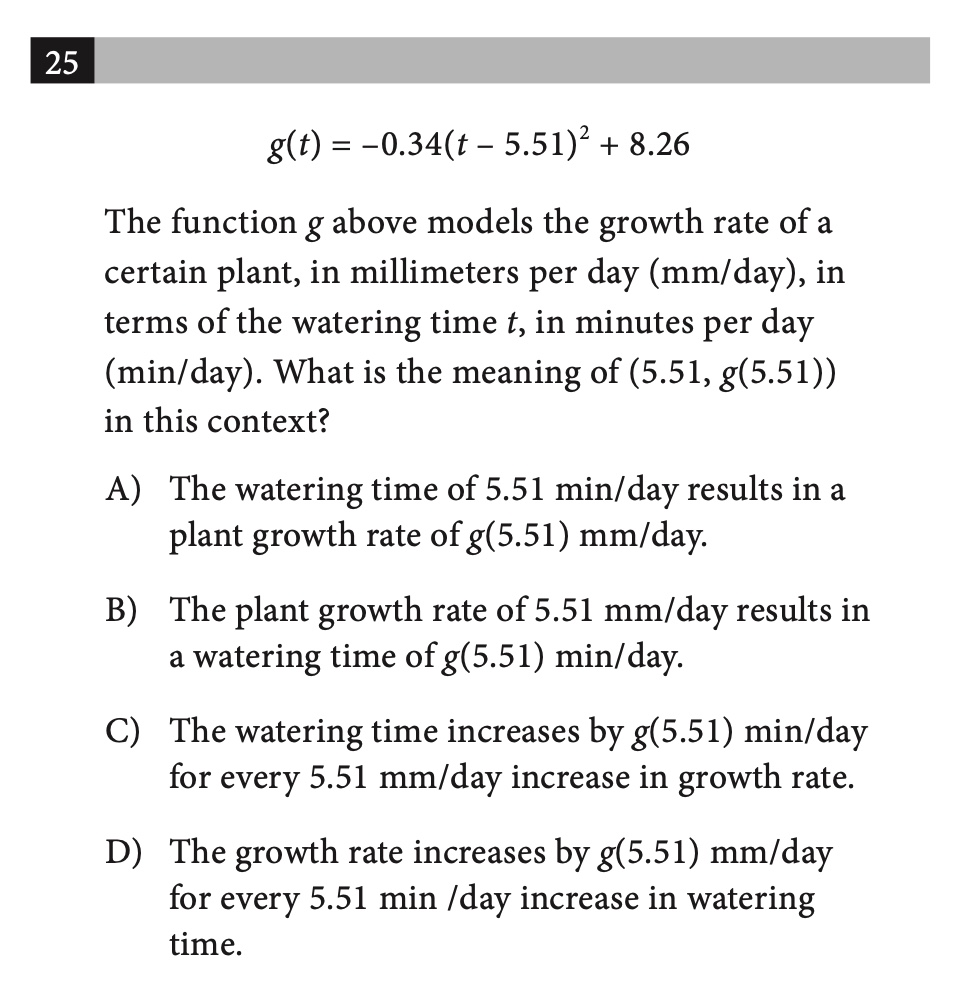 25
g(t) = –0.34(t – 5.51)² + 8.26
The function g above models the growth rate of a
certain plant, in millimeters per day (mm/day), in
terms of the watering time t, in minutes per day
(min/day). What is the meaning of (5.51, g(5.51))
in this context?
A) The watering time of 5.51 min/day results in a
plant growth rate of g(5.51) mm/day.
B) The plant growth rate of 5.51 mm/day results in
a watering time of g(5.51) min/day.
C) The watering time increases by g(5.51) min/day
for every 5.51 mm/day increase in growth rate.
D) The growth rate increases by g(5.51) mm/day
for every 5.51 min /day increase in watering
time.